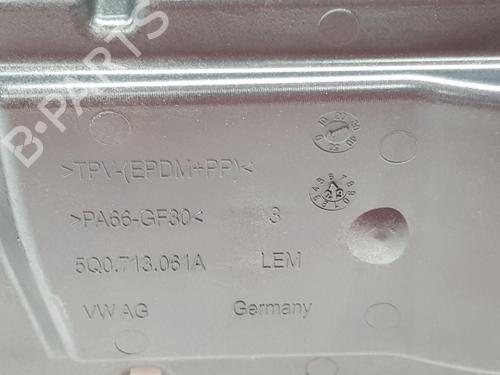 B-PARTS
>TPV-(EPDM+PP)<
>PA66-GF30< 3
5Q0.713.061A LEM
VW AG Germany